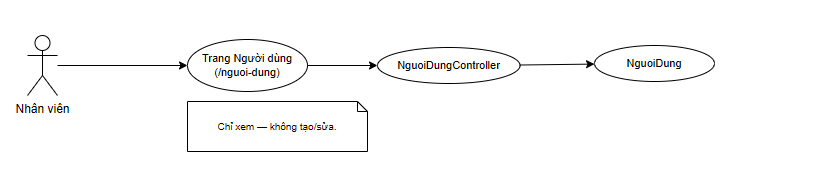 Nhân viên
Trang Người dùng
(/nguoi-dung)
NguoiDungController
NguoiDung
Chỉ xem — không tạo/sửa.